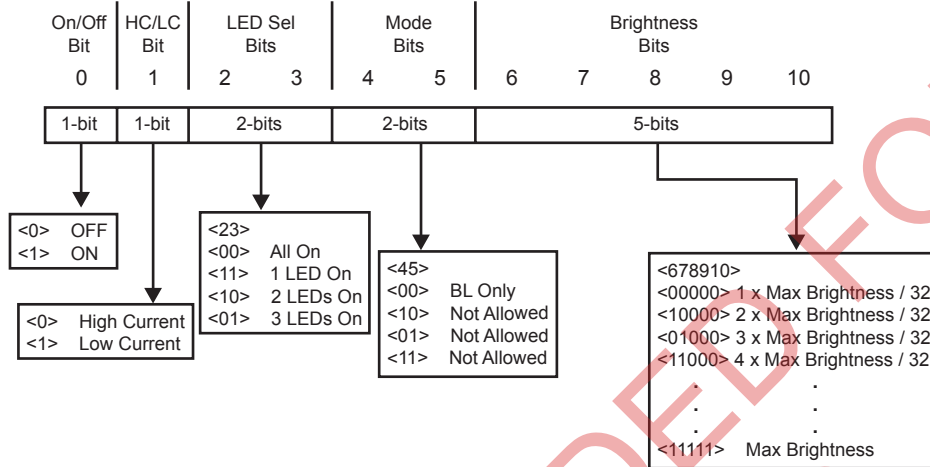 On/Off Bit
HC/LC Bit
LED Sel Bits
Mode Bits
Brightness Bits
0 1 2 3 4 5 6 7 8 9 10
1-bit 1-bit 2-bits 2-bits 5-bits
<0> OFF
<1> ON
<0> High Current
<1> Low Current
<23>
<00> All On
<11> 1 LED On
<10> 2 LEDs On
<01> 3 LEDs On
<45>
<00> BL Only
<10> Not Allowed
<01> Not Allowed
<11> Not Allowed
<678910>
<00000> 1 x Max Brightness / 32
<10000> 2 x Max Brightness / 32
<01000> 3 x Max Brightness / 32
<11000> 4 x Max Brightness / 32
. .
. .
. .
<11111> Max Brightness
DED FO